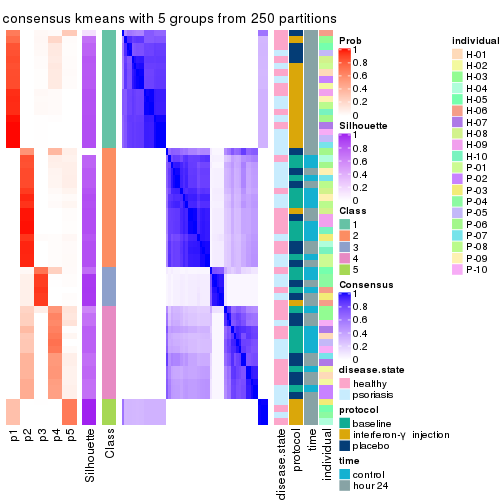 consensus kmeans with 5 groups from 250 partitions
Prob
1
0.8
0.6
0.4
0.2
0
Silhouette
1
0.8
0.6
0.4
0.2
0
Class
1
2
3
4
5
Consensus
1
0.8
0.6
0.4
0.2
0
disease.state
healthy
psoriasis
protocol
baseline
interferon-γ injection
placebo
time
control
hour 24
individual
H-01
H-02
H-03
H-04
H-05
H-06
H-07
H-08
H-09
H-10
P-01
P-02
P-03
P-04
P-05
P-06
P-07
P-08
P-09
P-10
p1
p2
p3
p4
p5
Silhouette
Class
disease.state
protocol
time
individual